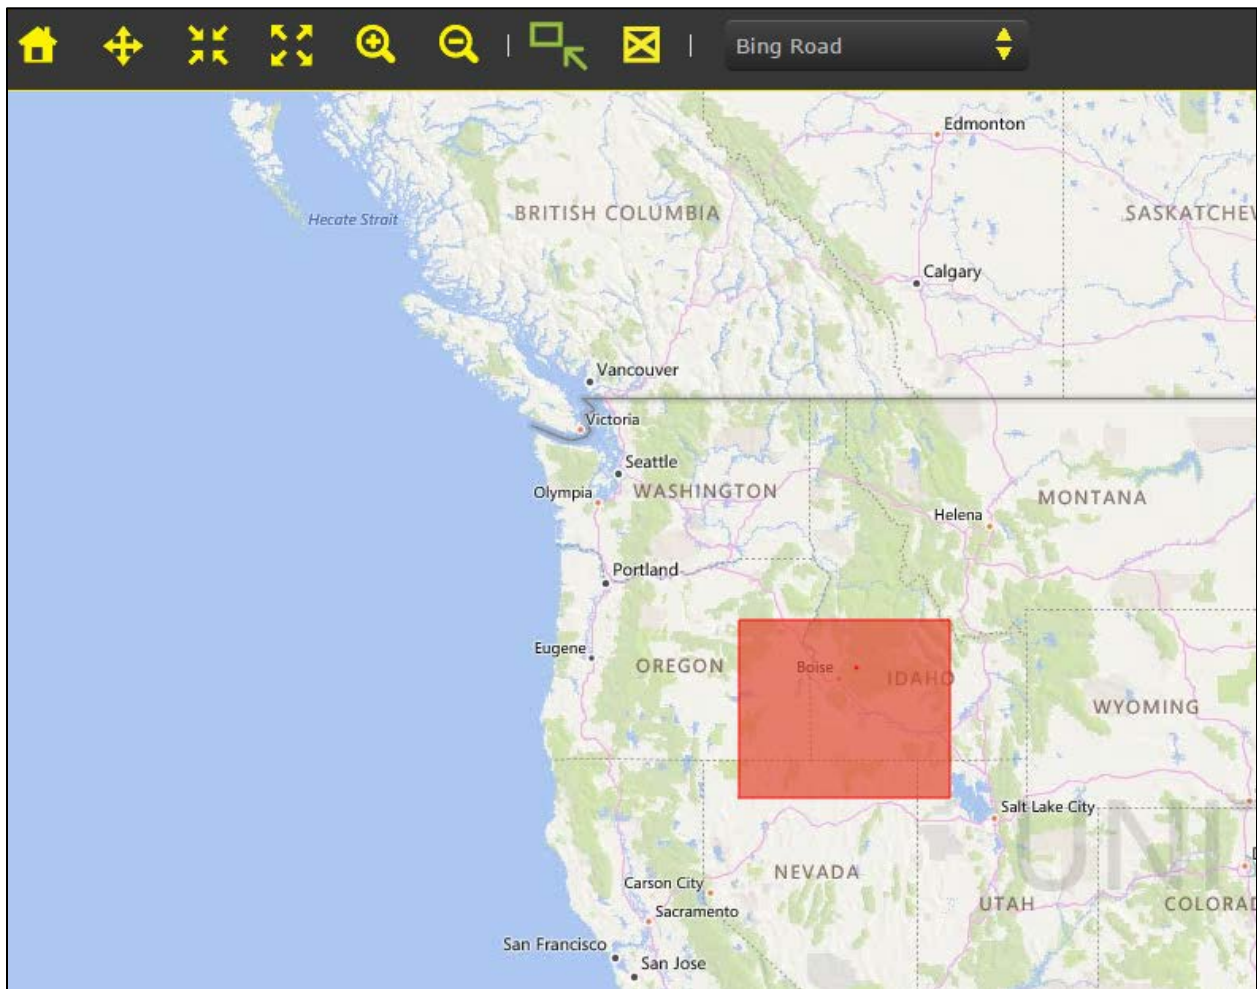 Bing Road
Edmonton
Hecate Strait
BRITISH COLUMBIA
SASKATCHEW
Calgary
Vancouver
Victoria
Seattle
Olympia
WASHINGTON
MONTANA
Helena
Portland
Eugene
OREGON
Boise
IDAHO
WYOMING
Salt Lake City
UNIT
NEVADA
Carson City
UTAH
COLORAD
D
Sacramento
San Francisco
San Jose